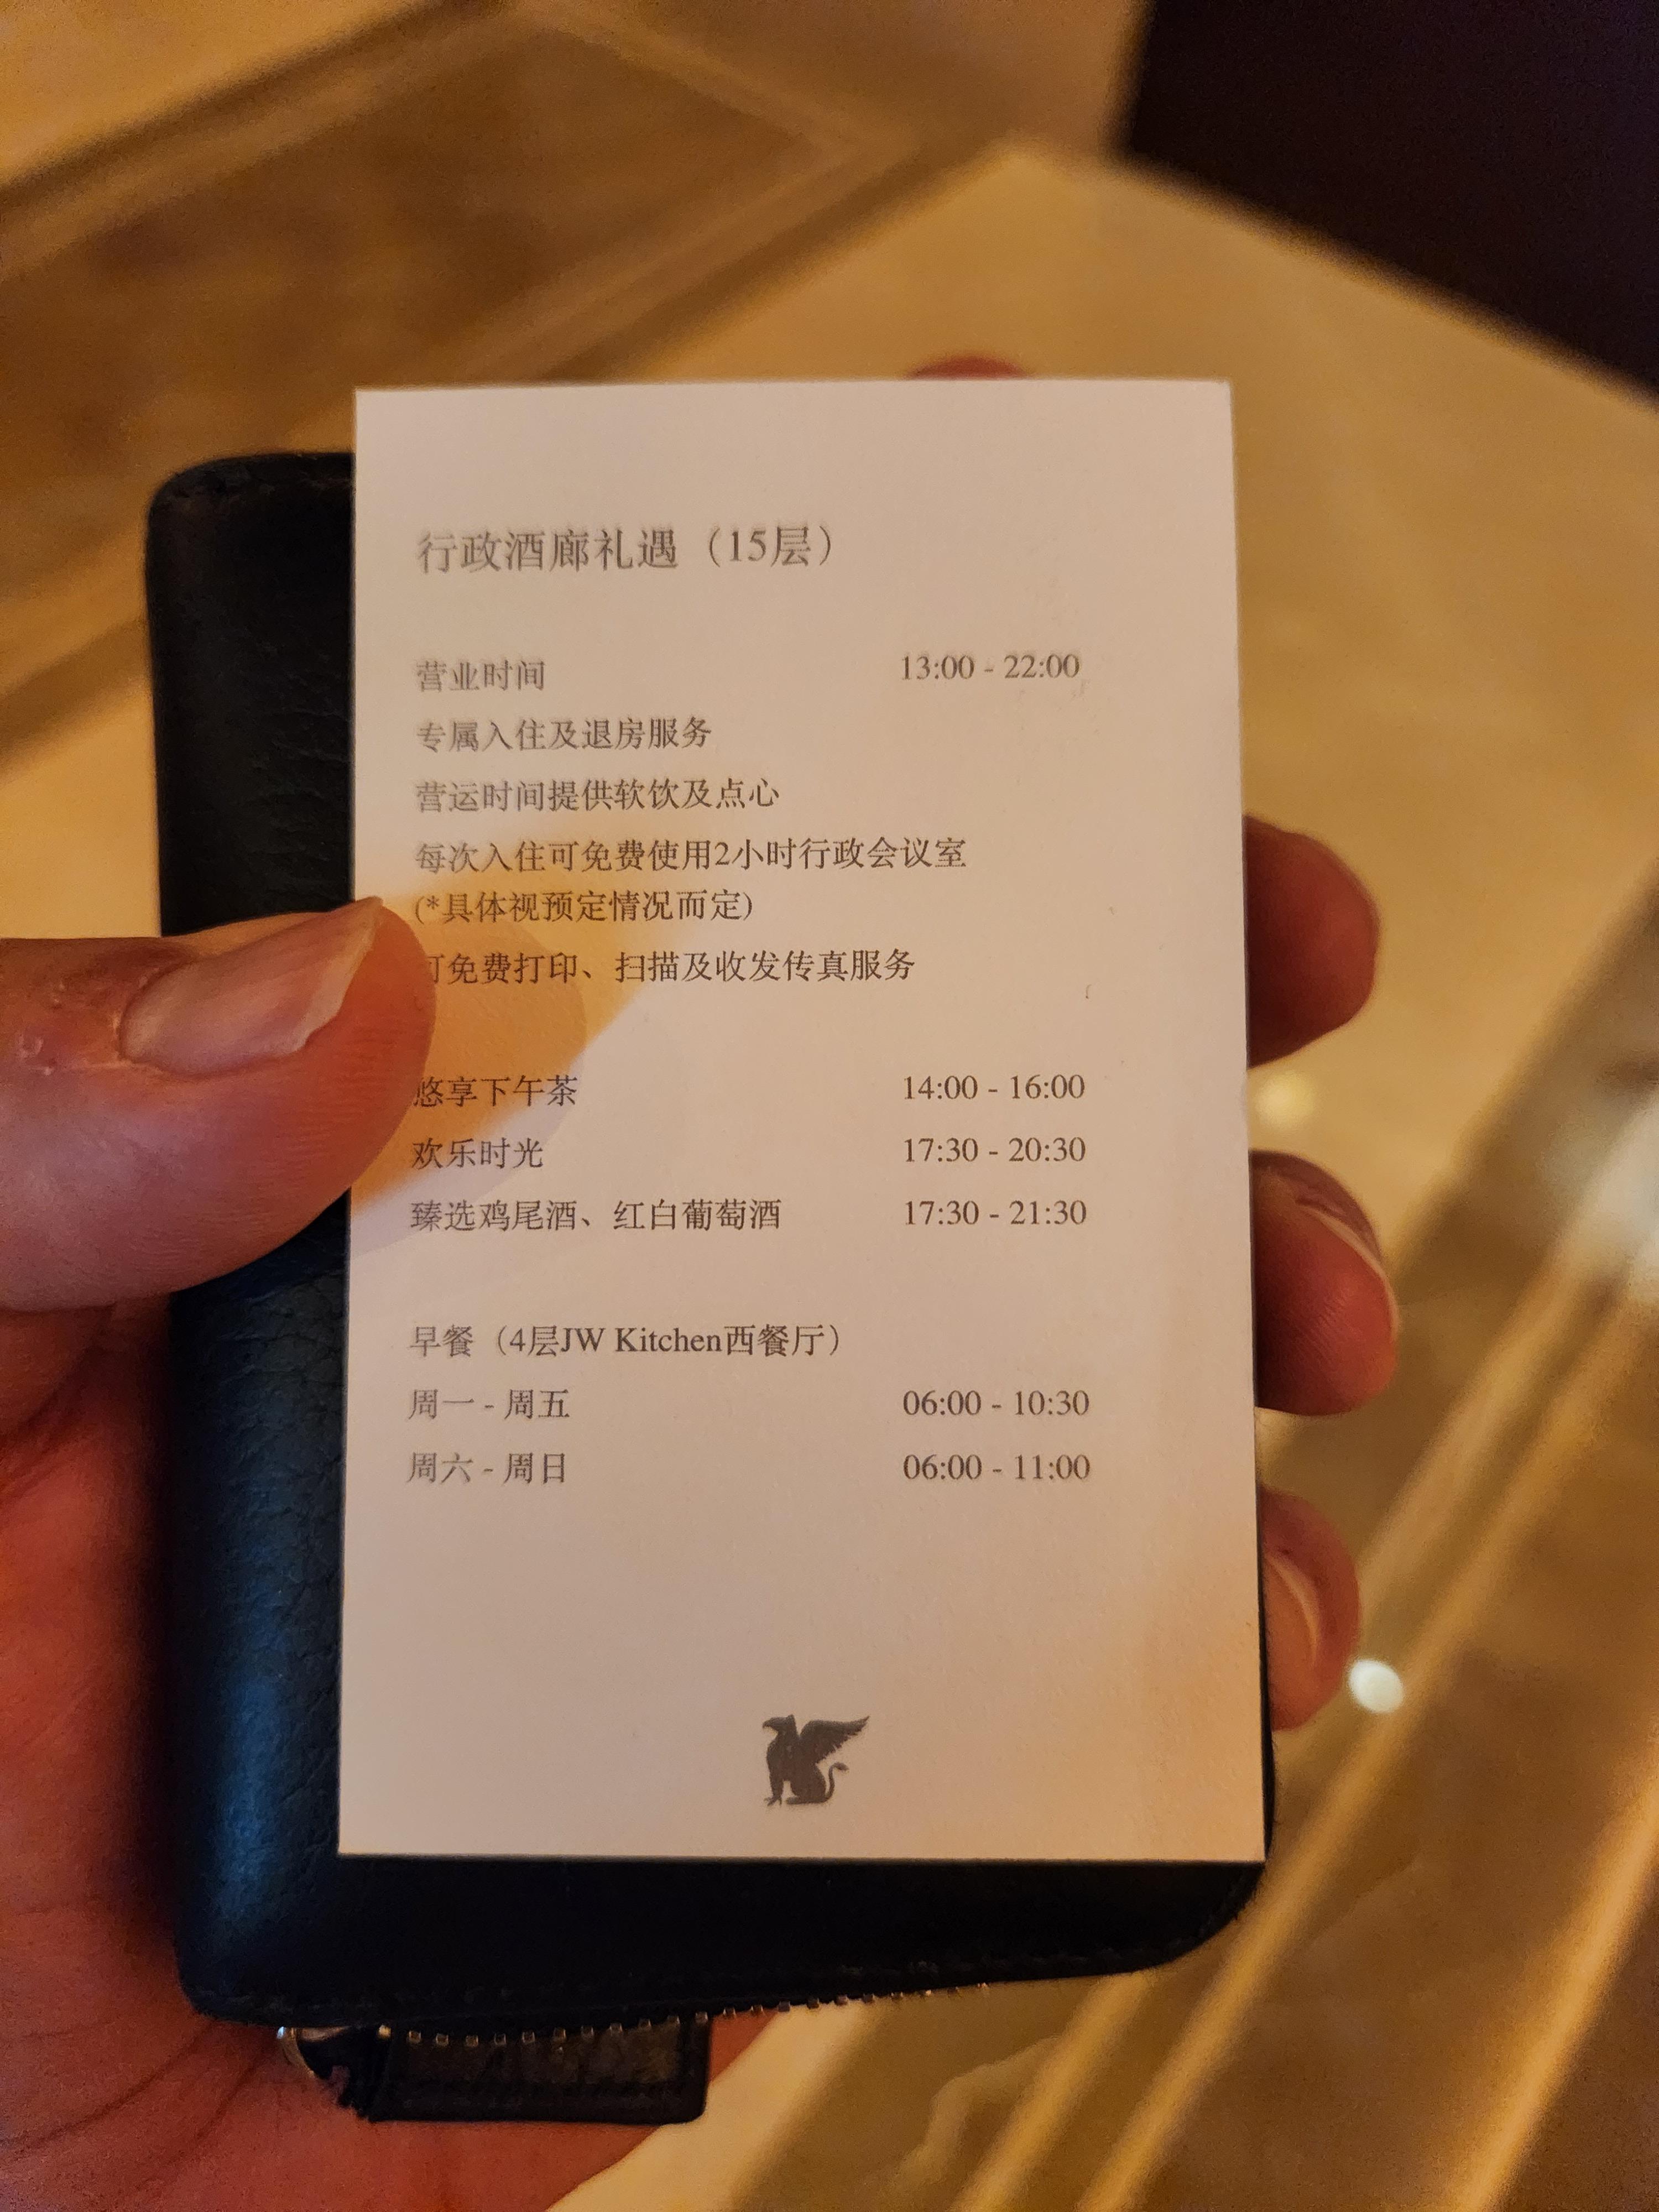 行政酒廊礼遇（15层）
营业时间 13:00 - 22:00
专属入住及退房服务
营运时间提供软饮及点心
每次入住可免费使用2小时行政会议室
(*具体视预定情况而定)
可免费打印、扫描及收发传真服务
悠享下午茶 14:00 - 16:00
欢乐时光 17:30 - 20:30
臻选鸡尾酒、红白葡萄酒 17:30 - 21:30
早餐（4层JW Kitchen西餐厅）
周一 - 周五 06:00 - 10:30
周六 - 周日 06:00 - 11:00